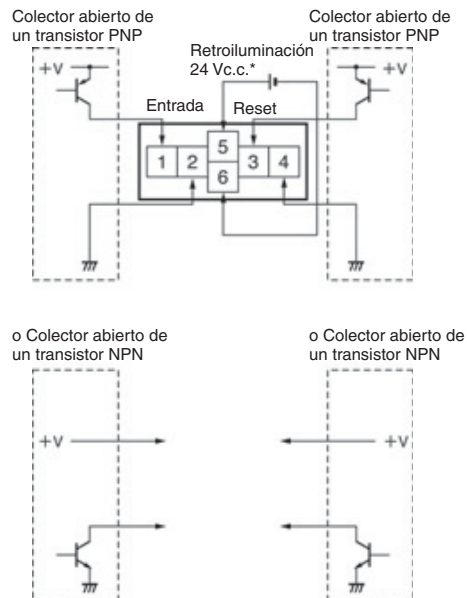 Colector abierto de
un transistor PNP
Colector abierto de
un transistor PNP
Retroiluminación
24 Vc.c.*
+V
+V
Entrada
Reset
1 2 5 6 3 4
o Colector abierto de
un transistor NPN
o Colector abierto de
un transistor NPN
+V
+V